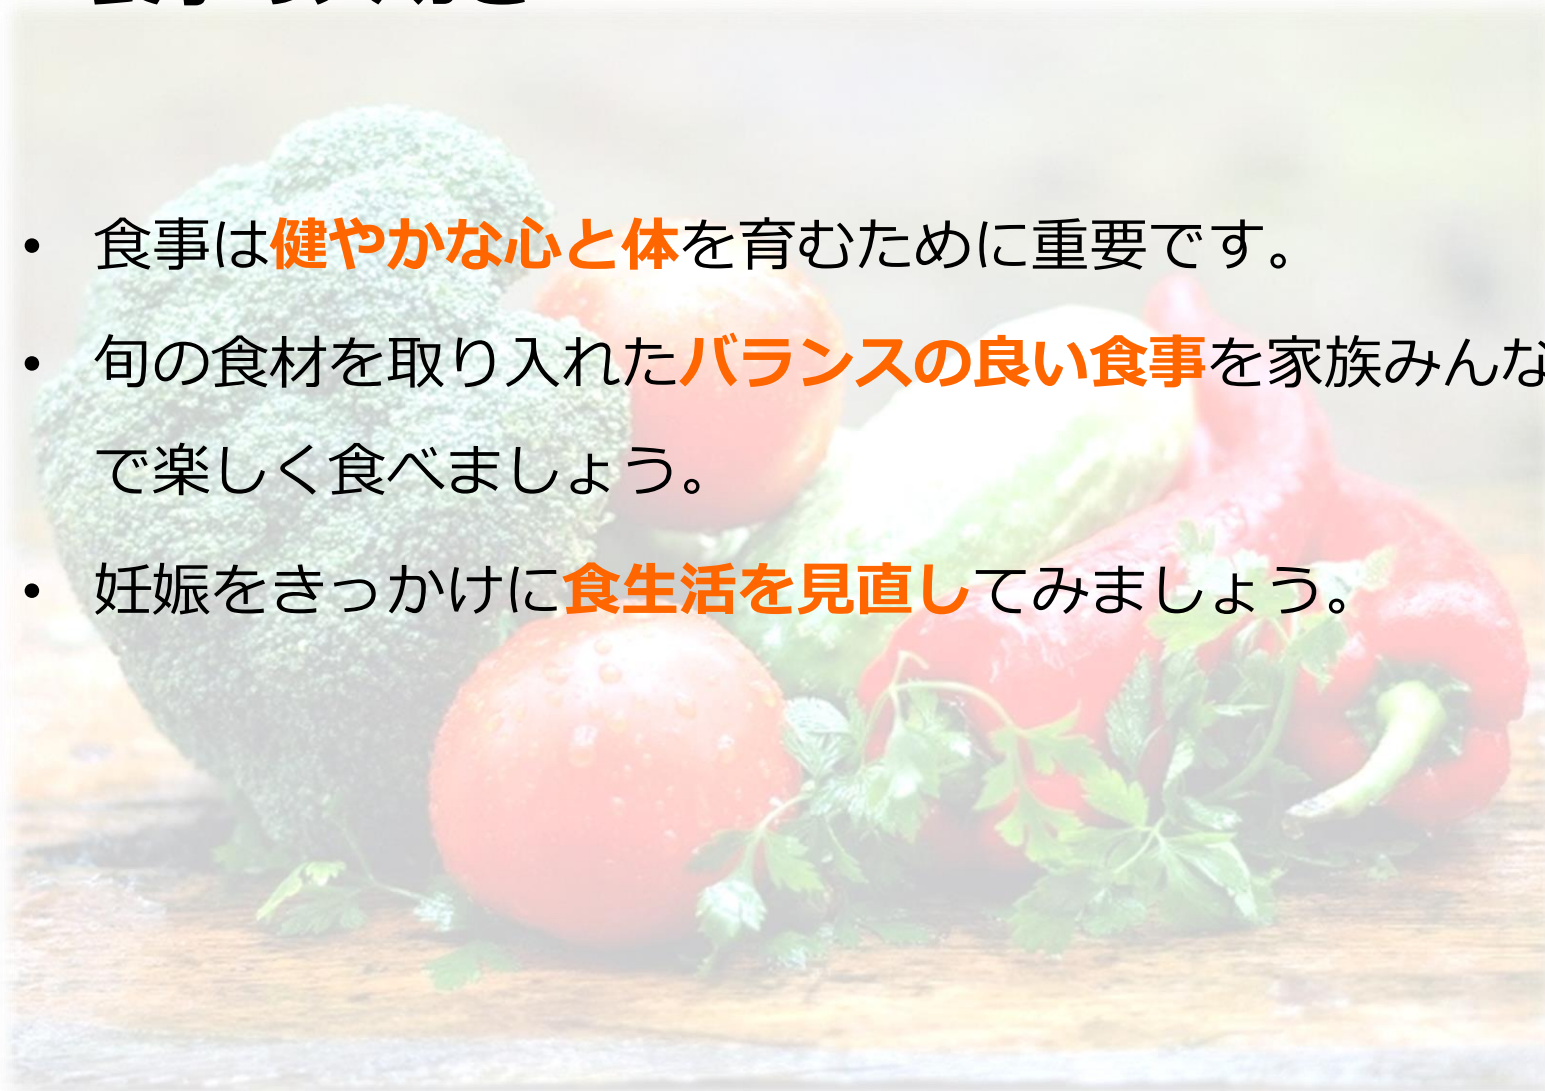 • 食事は健やかな心と体を育むために重要です。
• 旬の食材を取り入れたバランスの良い食事を家族みんな
で楽しく食べましょう。
• 妊娠をきっかけに食生活を見直してみましょう。